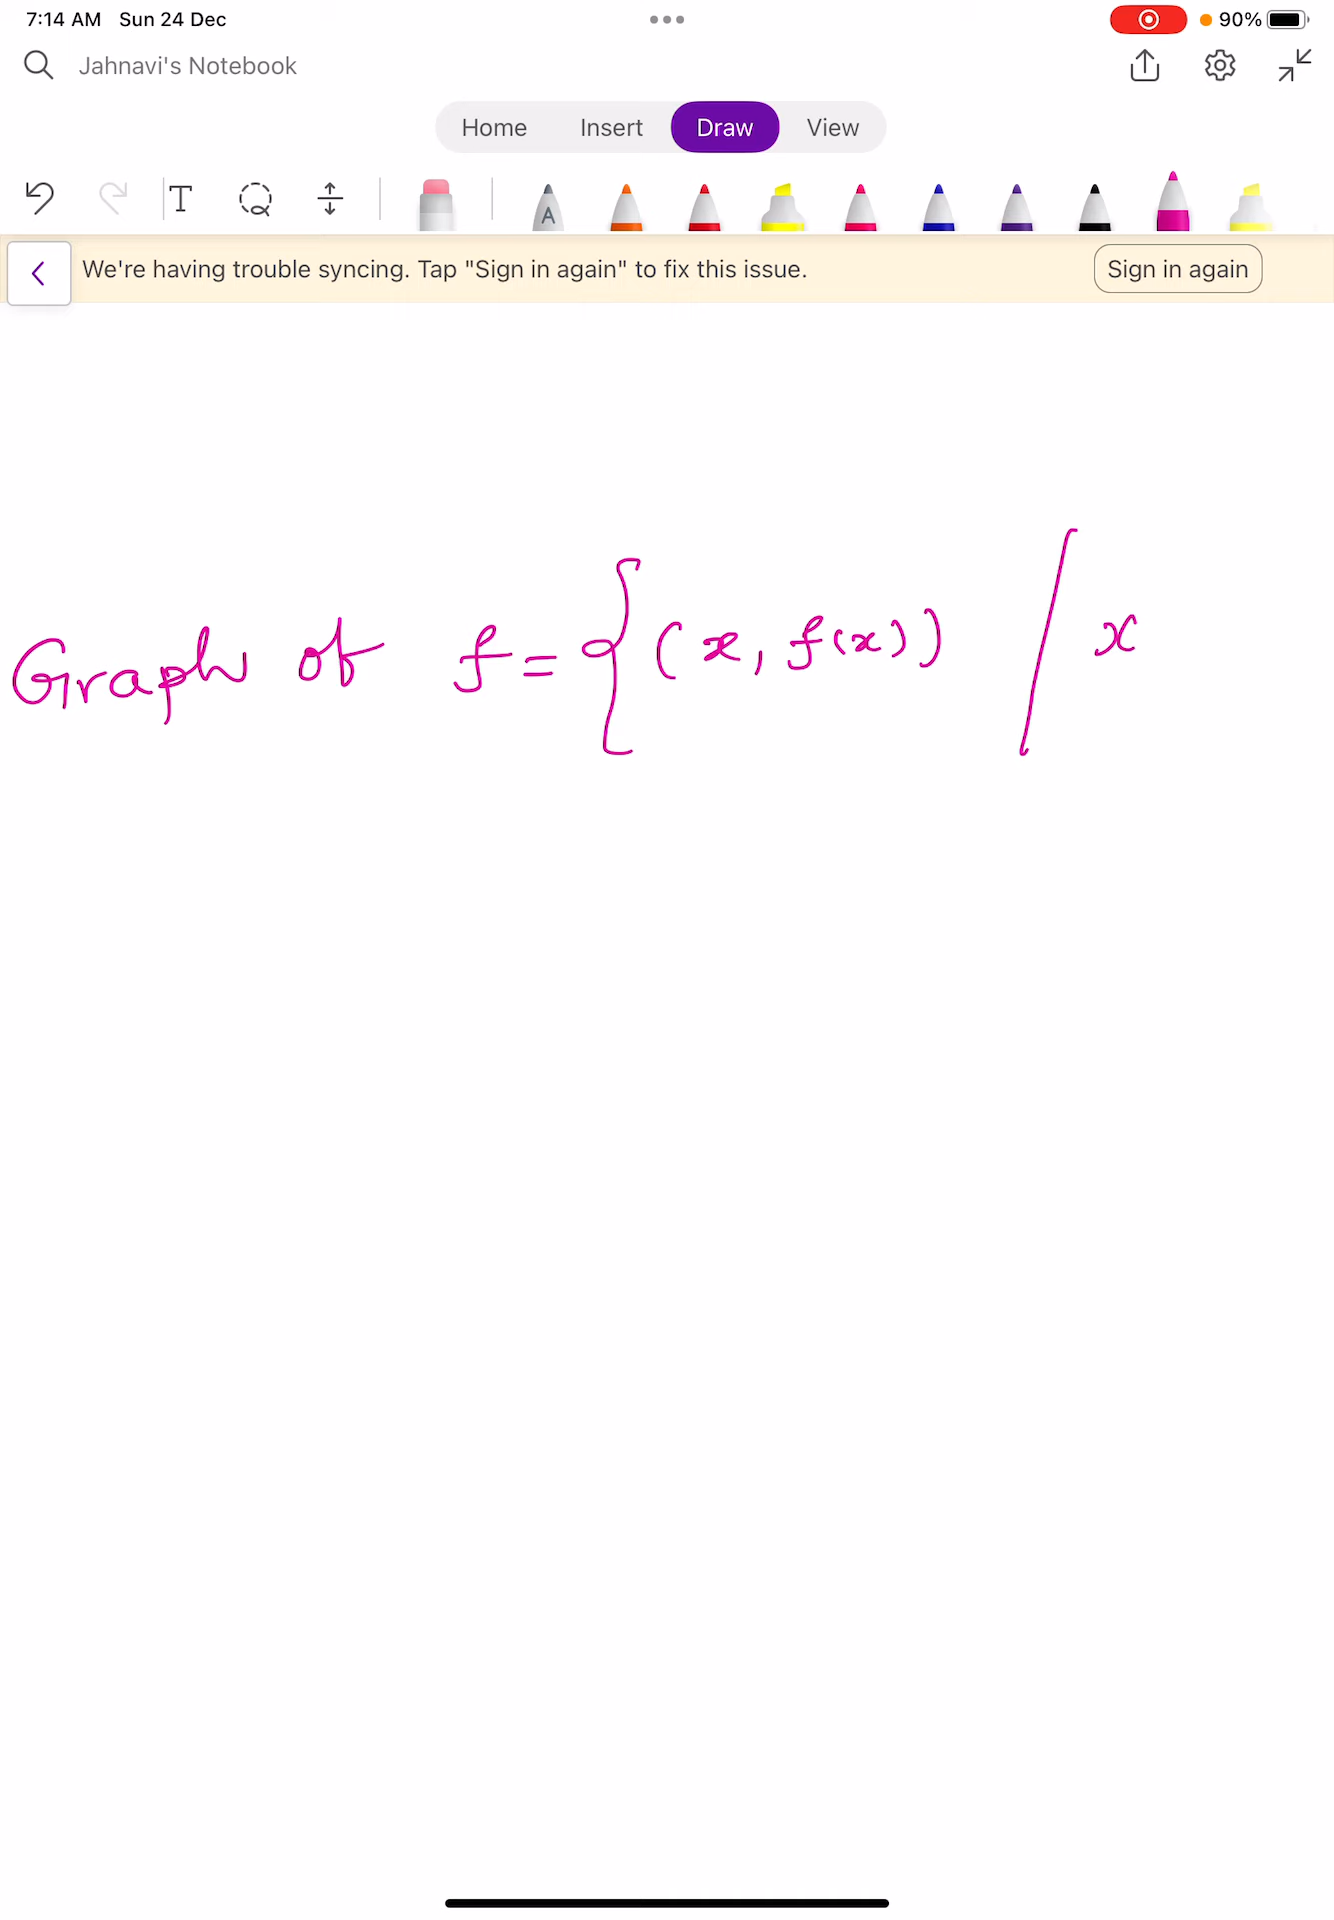 7:14 AM Sun 24 Dec
90%
Jahnavi's Notebook
Home Insert Draw View
T A
We're having trouble syncing. Tap "Sign in again" to fix this issue. Sign in again
Graph of f = { (x, f(x)) / x